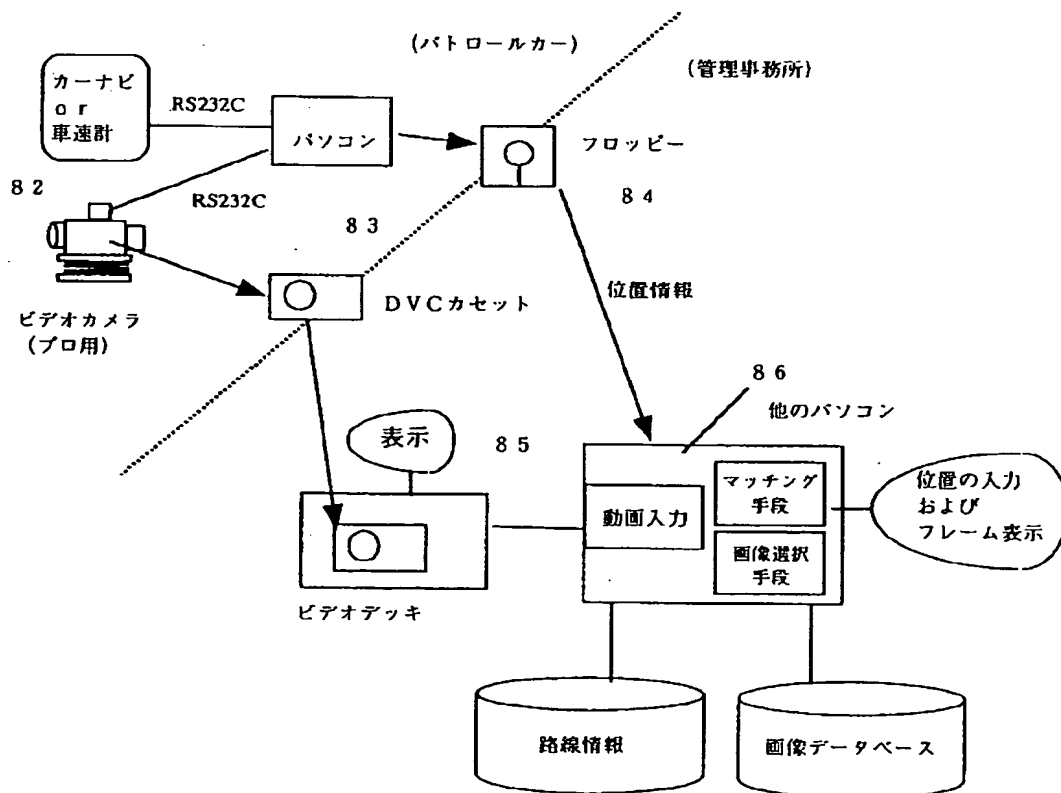 (パトロールカー)
(管理事務所)
カーナビ
or
車速計
RS232C
パソコン
フロッピー
82
RS232C
83
84
DVCカセット
位置情報
ビデオカメラ
(プロ用)
86
他のパソコン
表示
85
動画入力
マッチング
手段
画像選択
手段
位置の入力
および
フレーム表示
ビデオデッキ
路線情報
画像データベース